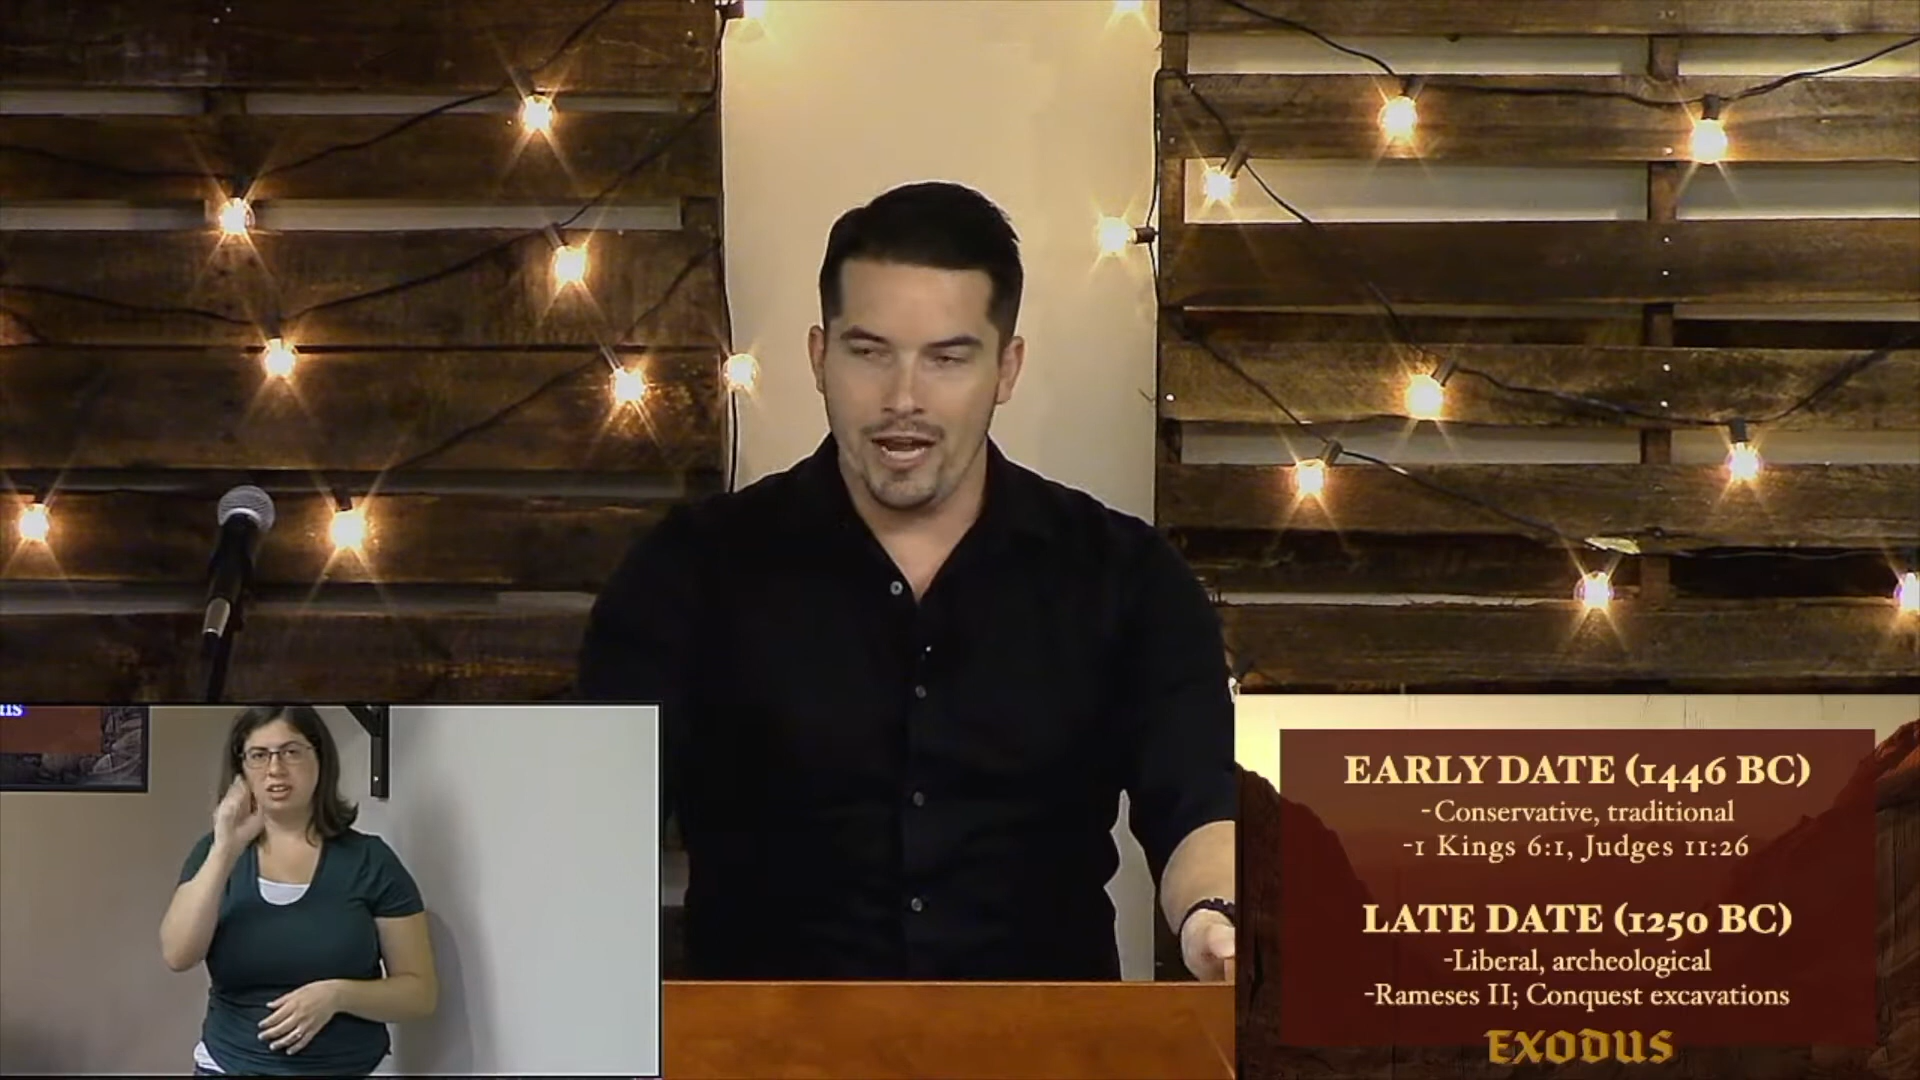 EARLY DATE (1446 BC)
-Conservative, traditional
-1 Kings 6:1, Judges 11:26
LATE DATE (1250 BC)
-Liberal, archeological
-Rameses II; Conquest excavations
EXODUS